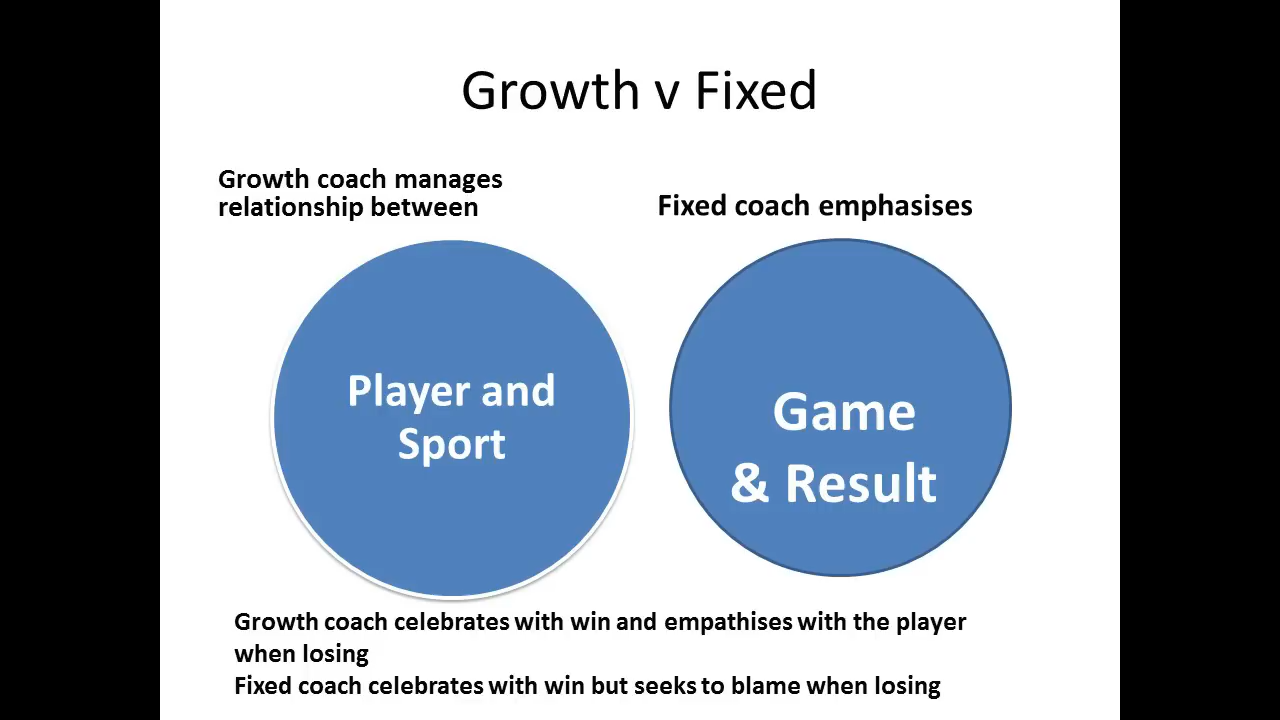 Growth v Fixed
Growth coach manages
relationship between
Fixed coach emphasises
Player and
Sport
Game
& Result
Growth coach celebrates with win and empathises with the player
when losing
Fixed coach celebrates with win but seeks to blame when losing